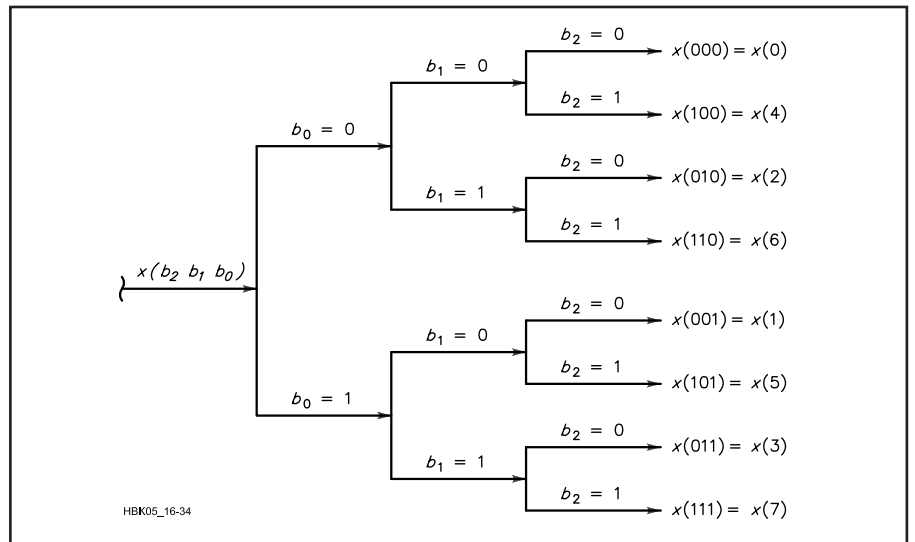 b₂ = 0
x(000) = x(0)
b₁ = 0
b₂ = 1
x(100) = x(4)
b₀ = 0
b₂ = 0
x(010) = x(2)
b₁ = 1
b₂ = 1
x(110) = x(6)
x(b₂ b₁ b₀)
b₂ = 0
x(001) = x(1)
b₁ = 0
b₂ = 1
x(101) = x(5)
b₀ = 1
b₂ = 0
x(011) = x(3)
b₁ = 1
b₂ = 1
x(111) = x(7)
HBK05_16-34